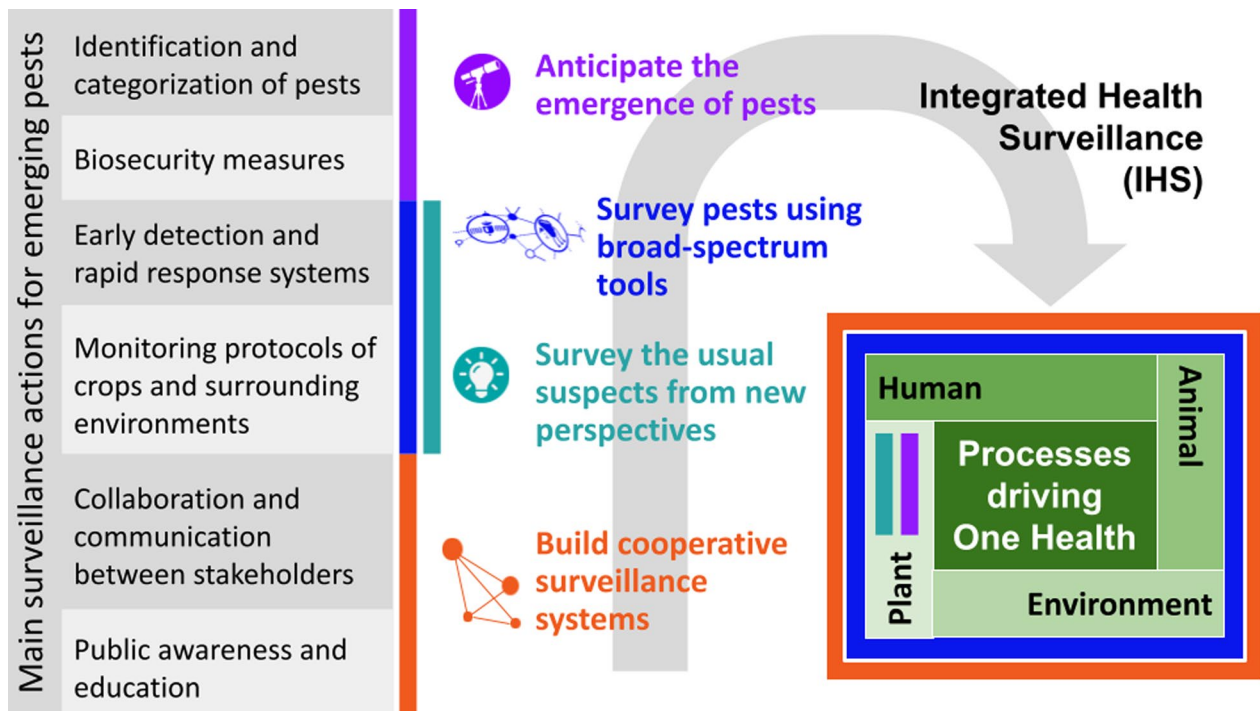 Main surveillance actions for emerging pests
Identification and
categorization of pests
Biosecurity measures
Early detection and
rapid response systems
Monitoring protocols of
crops and surrounding
environments
Collaboration and
communication
between stakeholders
Public awareness and
education
Anticipate the
emergence of pests
Survey pests using
broad-spectrum
tools
Survey the usual
suspects from new
perspectives
Build cooperative
surveillance
systems
Integrated Health
Surveillance
(IHS)
Human
Animal
Processes
driving
One Health
Plant
Environment